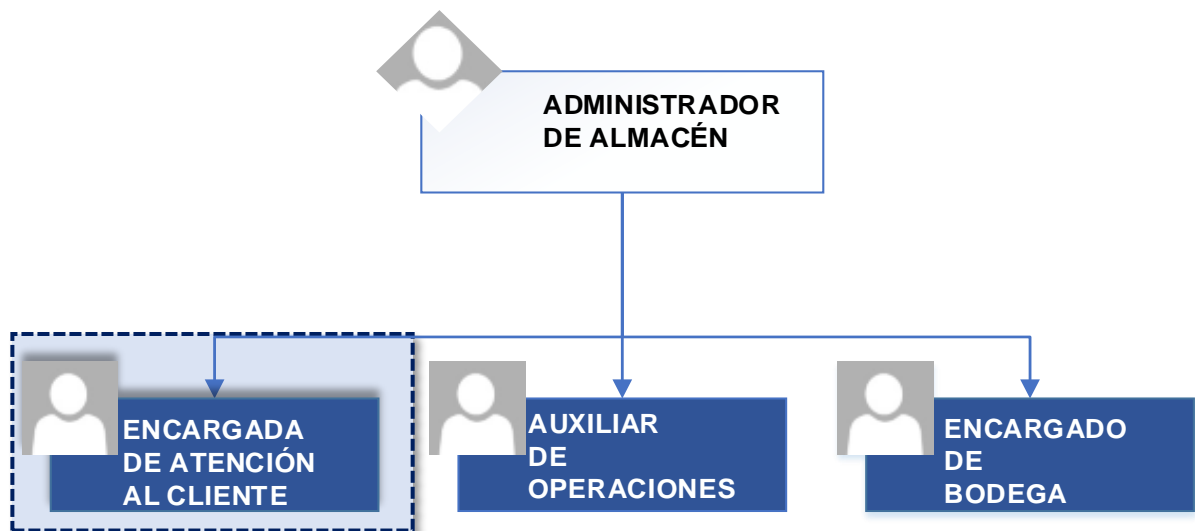 ADMINISTRADOR
DE ALMACÉN
ENCARGADA
DE ATENCIÓN
AL CLIENTE
AUXILIAR
DE
OPERACIONES
ENCARGADO
DE
BODEGA